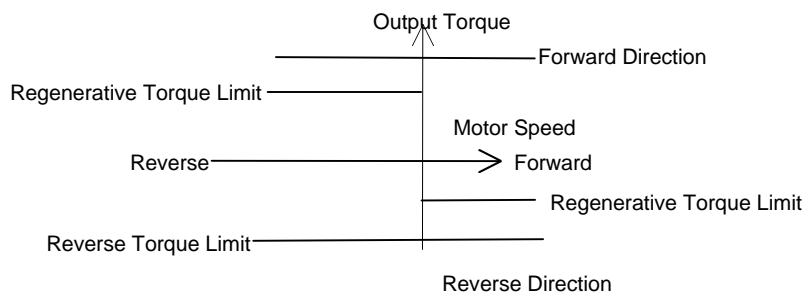 Output Torque
Forward Direction
Regenerative Torque Limit
Motor Speed
Reverse
Forward
Regenerative Torque Limit
Reverse Torque Limit
Reverse Direction